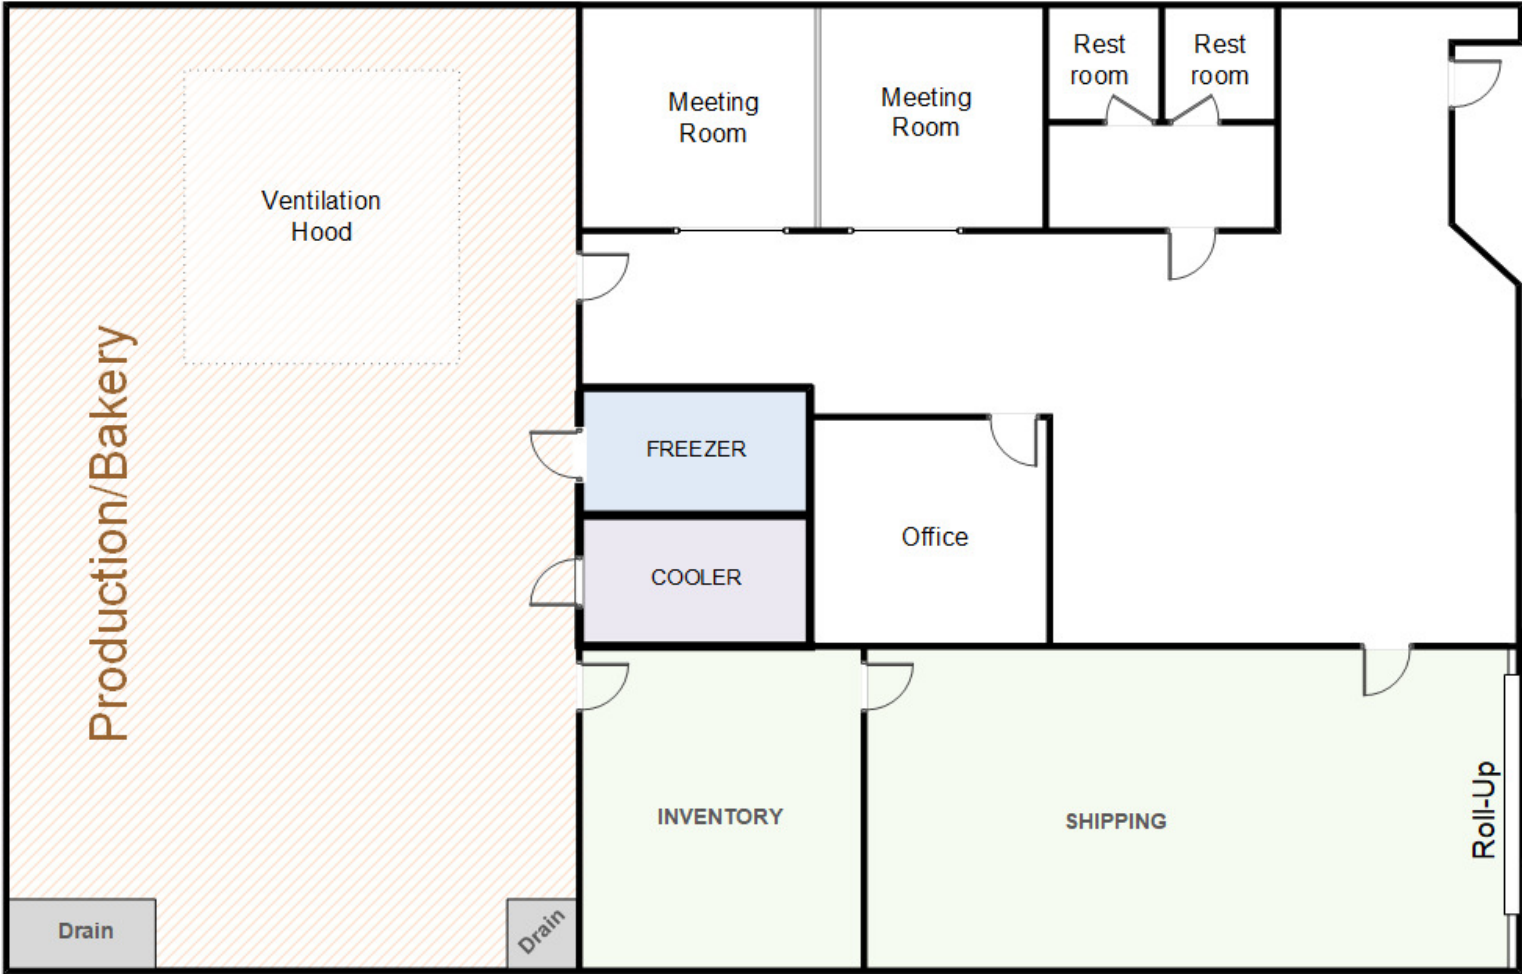 Meeting
Room
Meeting
Room
Rest
room
Rest
room
Ventilation
Hood
Production/Bakery
FREEZER
COOLER
Office
INVENTORY
SHIPPING
Roll-Up
Drain
Drain